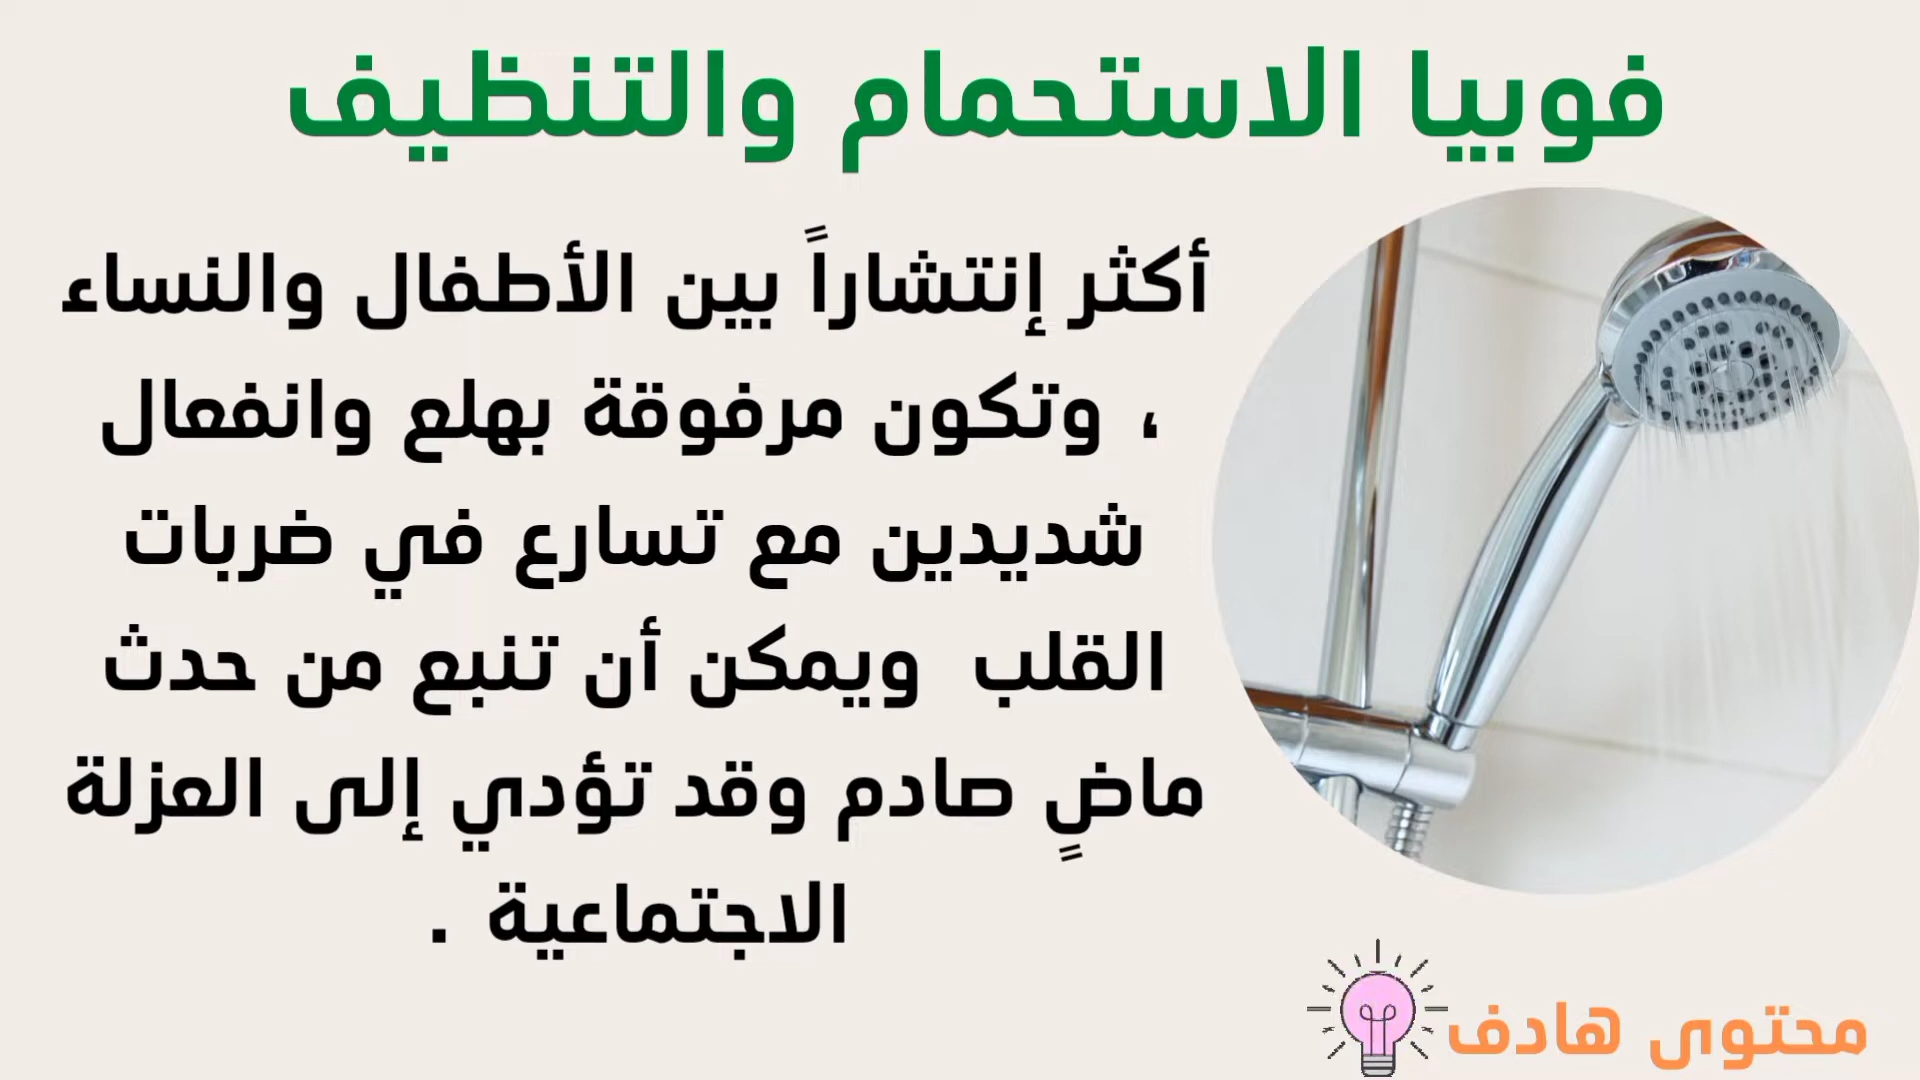 فوبيا الاستحمام والتنظيف
أكثر إنتشاراً بين الأطفال والنساء
، وتكون مرفوقة بهلع وانفعال
شديدين مع تسارع في ضربات
القلب ويمكن أن تنبع من حدث
ماضٍ صادم وقد تؤدي إلى العزلة
الاجتماعية .
محتوى هادف